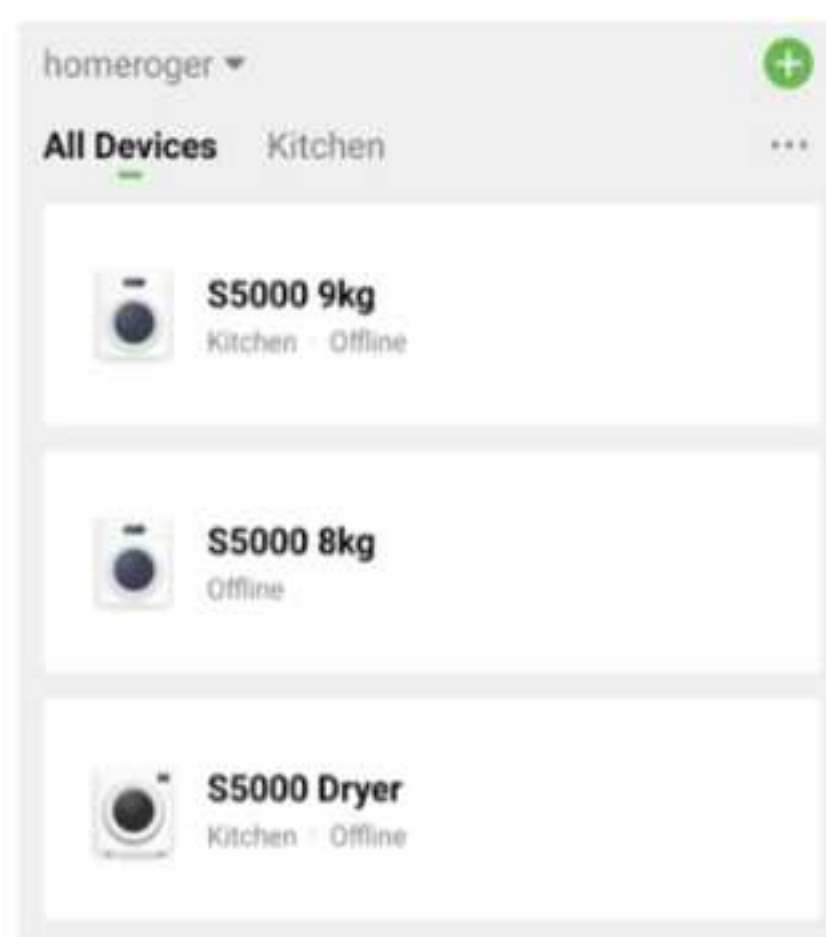 homeroger
All Devices Kitchen
S5000 9kg
Kitchen · Offline
S5000 8kg
Offline
S5000 Dryer
Kitchen · Offline